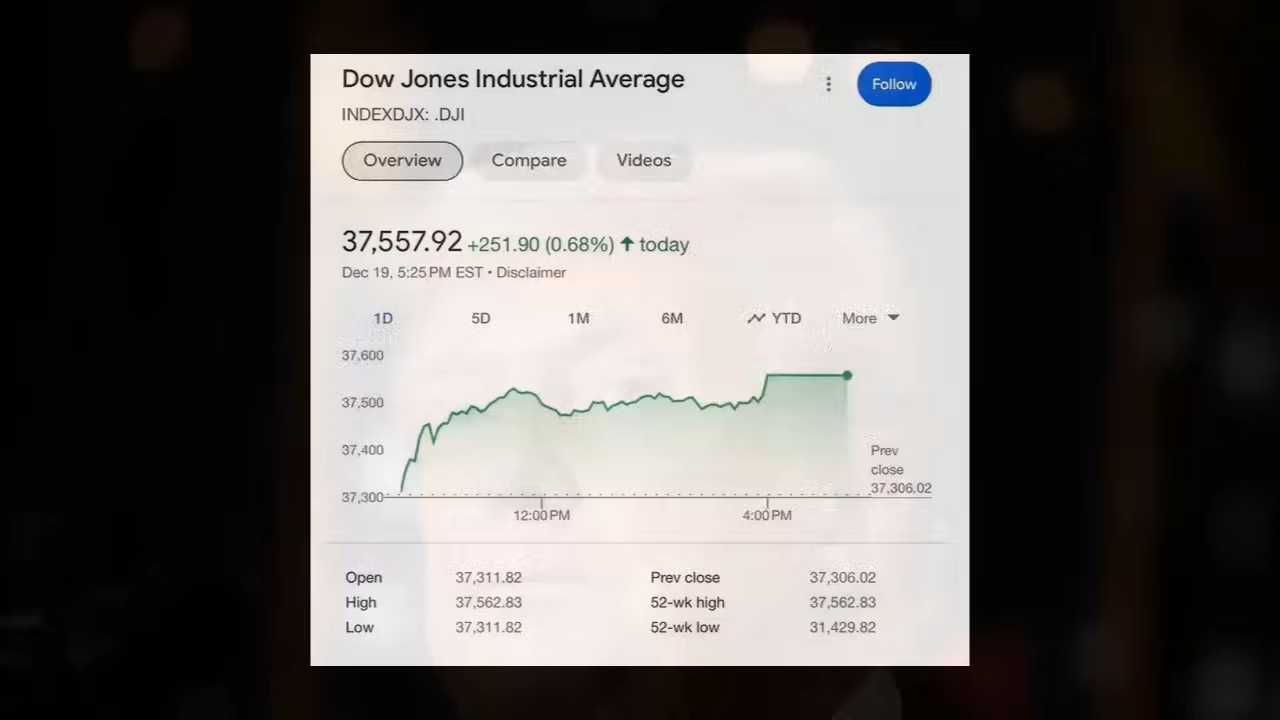 Dow Jones Industrial Average
Follow
INDEXDJX: .DJI
Overview Compare Videos
37,557.92 +251.90 (0.68%) ↑ today
Dec 19, 5:25 PM EST • Disclaimer
1D 5D 1M 6M YTD More
37,600
37,500
37,400
37,300
Prev
close
37,306.02
12:00 PM 4:00 PM
Open 37,311.82 Prev close 37,306.02
High 37,562.83 52-wk high 37,562.83
Low 37,311.82 52-wk low 31,429.82